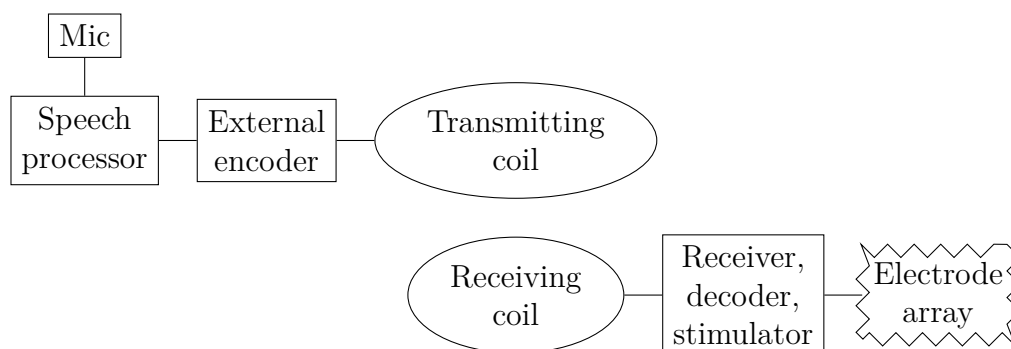 Mic
Speech
processor
External
encoder
Transmitting
coil
Receiving
coil
Receiver,
decoder,
stimulator
Electrode
array